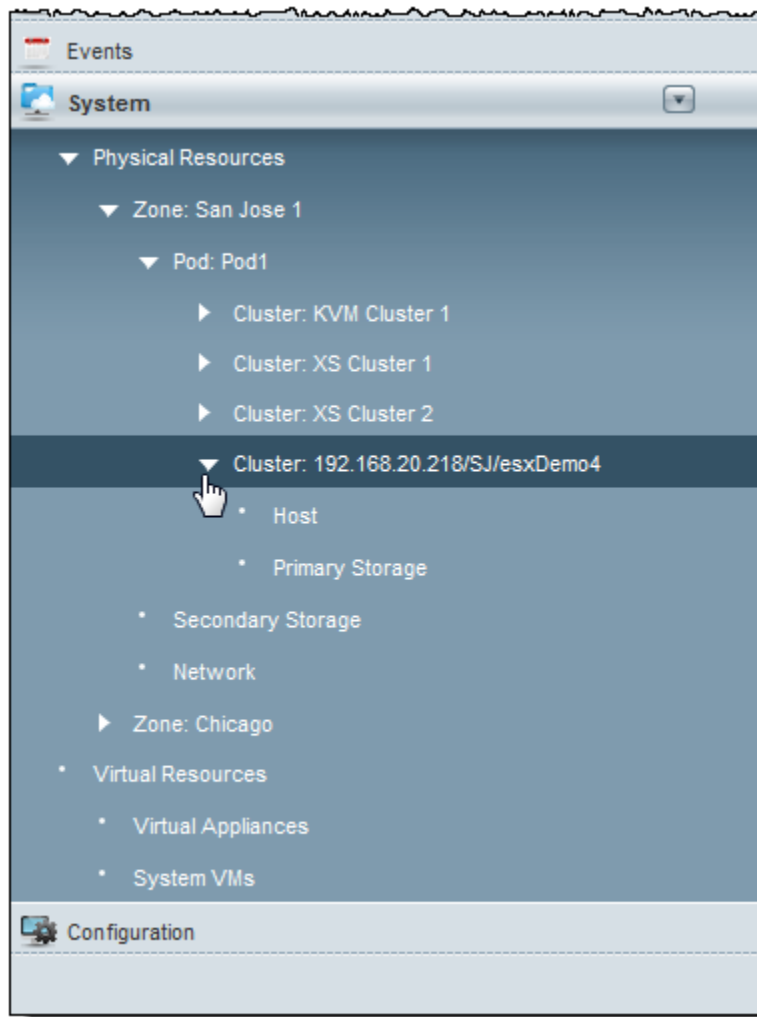 Events
System
Physical Resources
Zone: San Jose 1
Pod: Pod1
Cluster: KVM Cluster 1
Cluster: XS Cluster 1
Cluster: XS Cluster 2
Cluster: 192.168.20.218/SJ/esxDemo4
Host
Primary Storage
Secondary Storage
Network
Zone: Chicago
Virtual Resources
Virtual Appliances
System VMs
Configuration